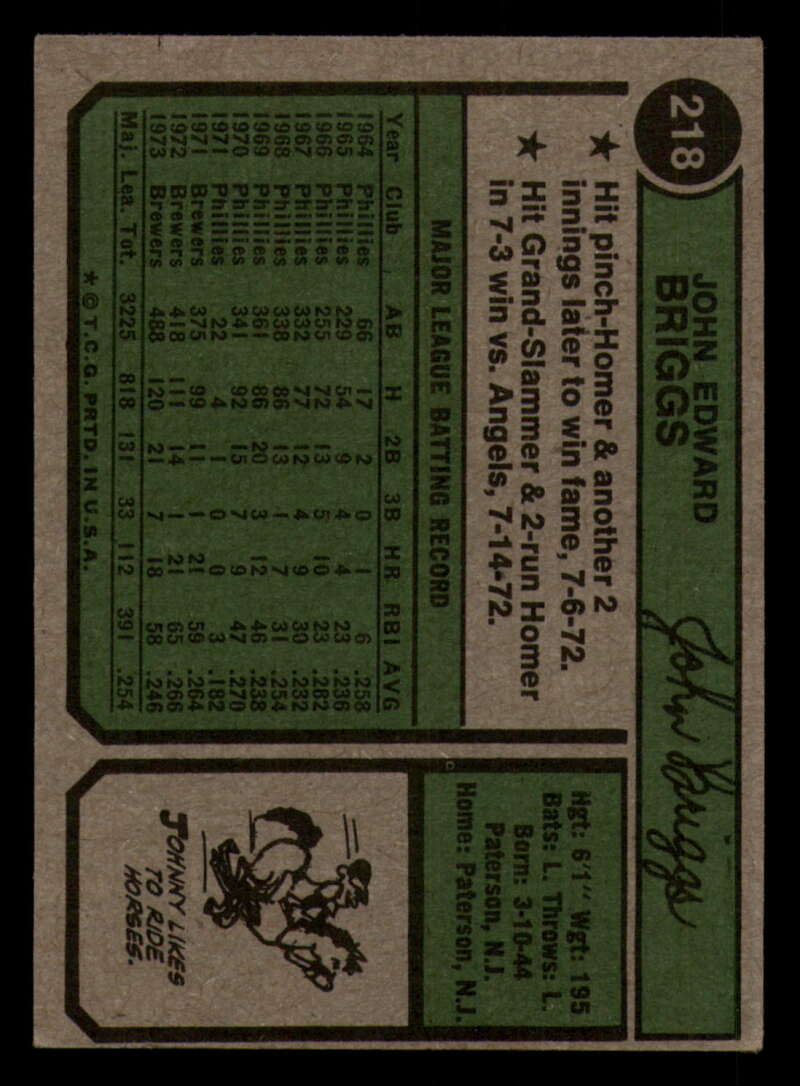 218
JOHN EDWARD
BRIGGS
John Briggs
★ Hit pinch-Homer & another 2
innings later to win fame, 7-6-72.
★ Hit Grand-Slammer & 2-run Homer
in 7-3 win vs. Angels, 7-14-72.
MAJOR LEAGUE BATTING RECORD
Year Club AB H 2B 3B HR RBI AVG
1964 Phillies 66 17 2 0 1 6 .258
1965 Phillies 229 54 9 4 4 23 .236
1966 Phillies 255 72 13 5 10 23 .282
1967 Phillies 332 77 12 4 9 30 .232
1968 Phillies 338 86 13 1 7 31 .254
1969 Phillies 361 86 20 3 12 46 .238
1970 Phillies 341 92 15 7 9 47 .270
1971 Phillies 22 4 1 0 0 3 .182
1971 Brewers 375 99 11 1 21 59 .264
1972 Brewers 418 111 14 1 21 65 .266
1973 Brewers 488 120 21 7 18 58 .246
Maj. Lea. Tot. 3225 818 131 33 112 391 .254
★ © T.C.G. PRTD. IN U.S.A.
Hgt: 6'1" Wgt: 195
Bats: L. Throws: L.
Born: 3-10-44
Paterson, N.J.
Home: Paterson, N.J.
JOHNNY LIKES
TO RIDE
HORSES.